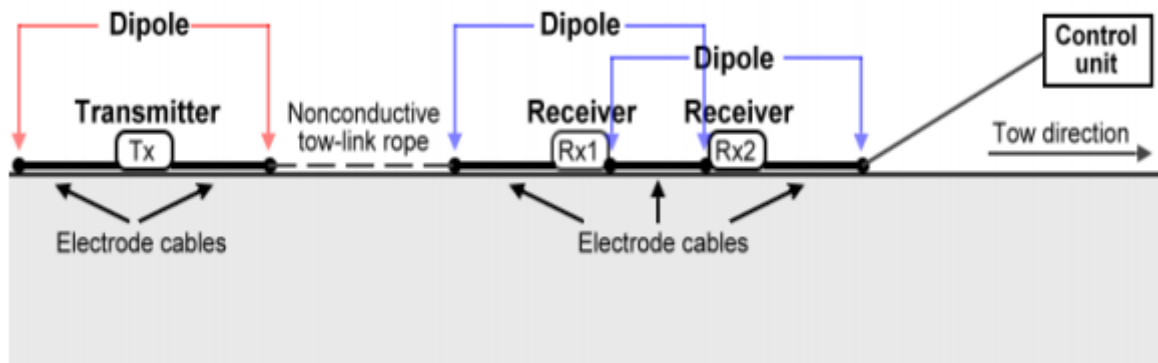 Dipole
Dipole
Dipole
Control
unit
Transmitter
Nonconductive
tow-link rope
Receiver
Receiver
Tow direction
Tx
Rx1
Rx2
Electrode cables
Electrode cables